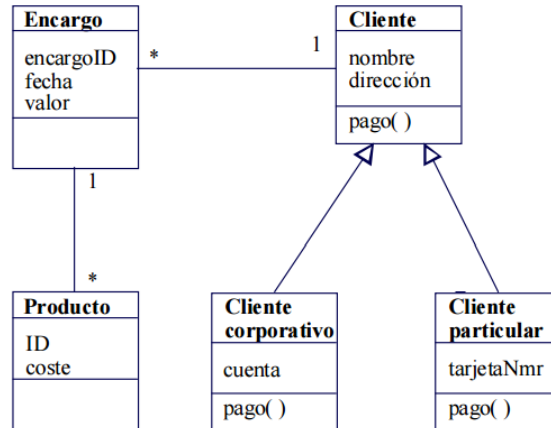 Encargo
encargoID
fecha
valor
*
1
Cliente
nombre
dirección
pago( )
1
*
Producto
ID
coste
Cliente
corporativo
cuenta
pago( )
Cliente
particular
tarjetaNmr
pago( )